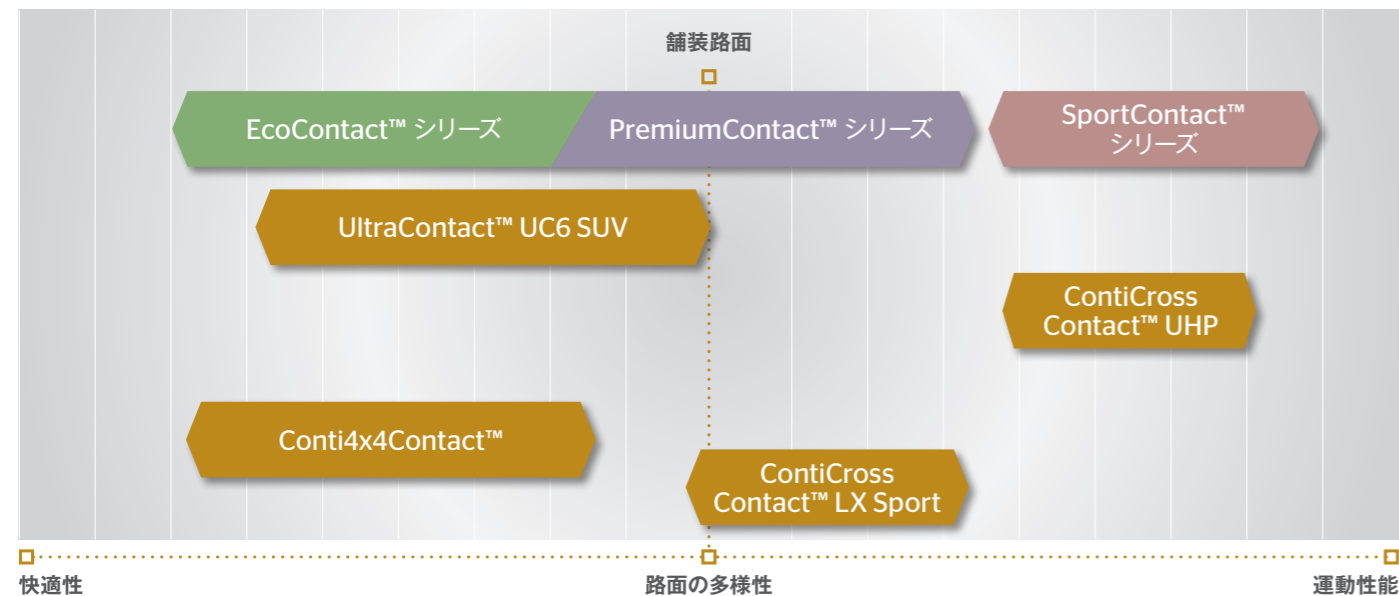 舗装路面
EcoContact™ シリーズ
PremiumContact™ シリーズ
SportContact™
シリーズ
UltraContact™ UC6 SUV
ContiCross
Contact™ UHP
Conti4x4Contact™
ContiCross
Contact™ LX Sport
快適性
路面の多様性
運動性能